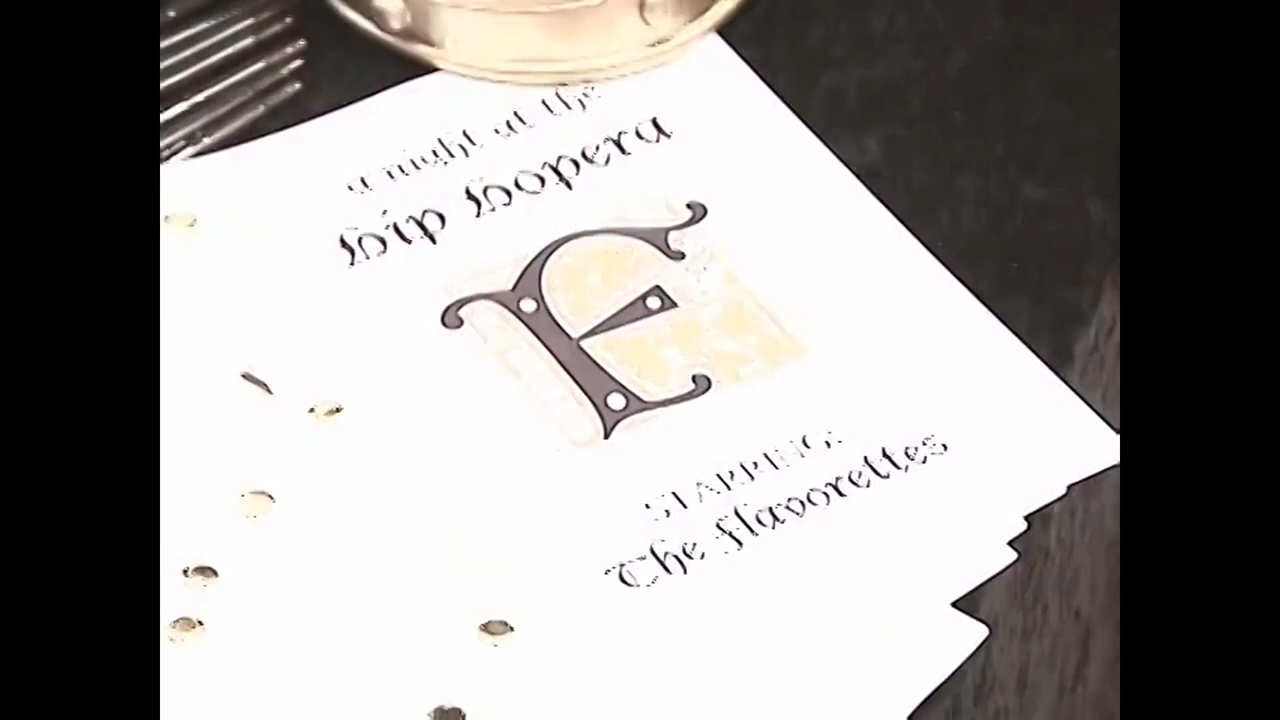 a night at the
Hip Hopera
F
STARRING
The Flavorettes